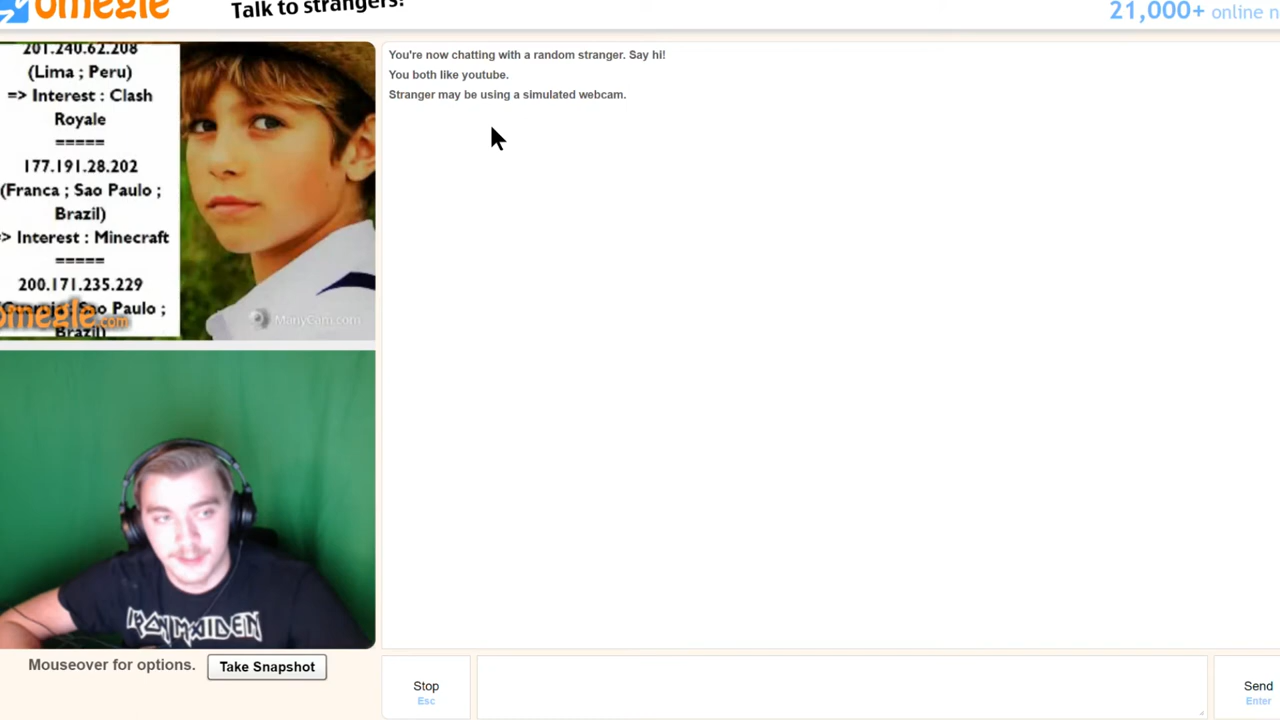 omegle
Talk to strangers!
21,000+ online n
201.240.62.208
(Lima ; Peru)
=> Interest : Clash
Royale
=====
177.191.28.202
(Franca ; Sao Paulo ;
Brazil)
=> Interest : Minecraft
=====
200.171.235.229
Sao Paulo ;
Brazil)
omegle.com
ManyCam.com
You're now chatting with a random stranger. Say hi!
You both like youtube.
Stranger may be using a simulated webcam.
IRON MAIDEN
Mouseover for options.
Take Snapshot
Stop
Esc
Send
Enter